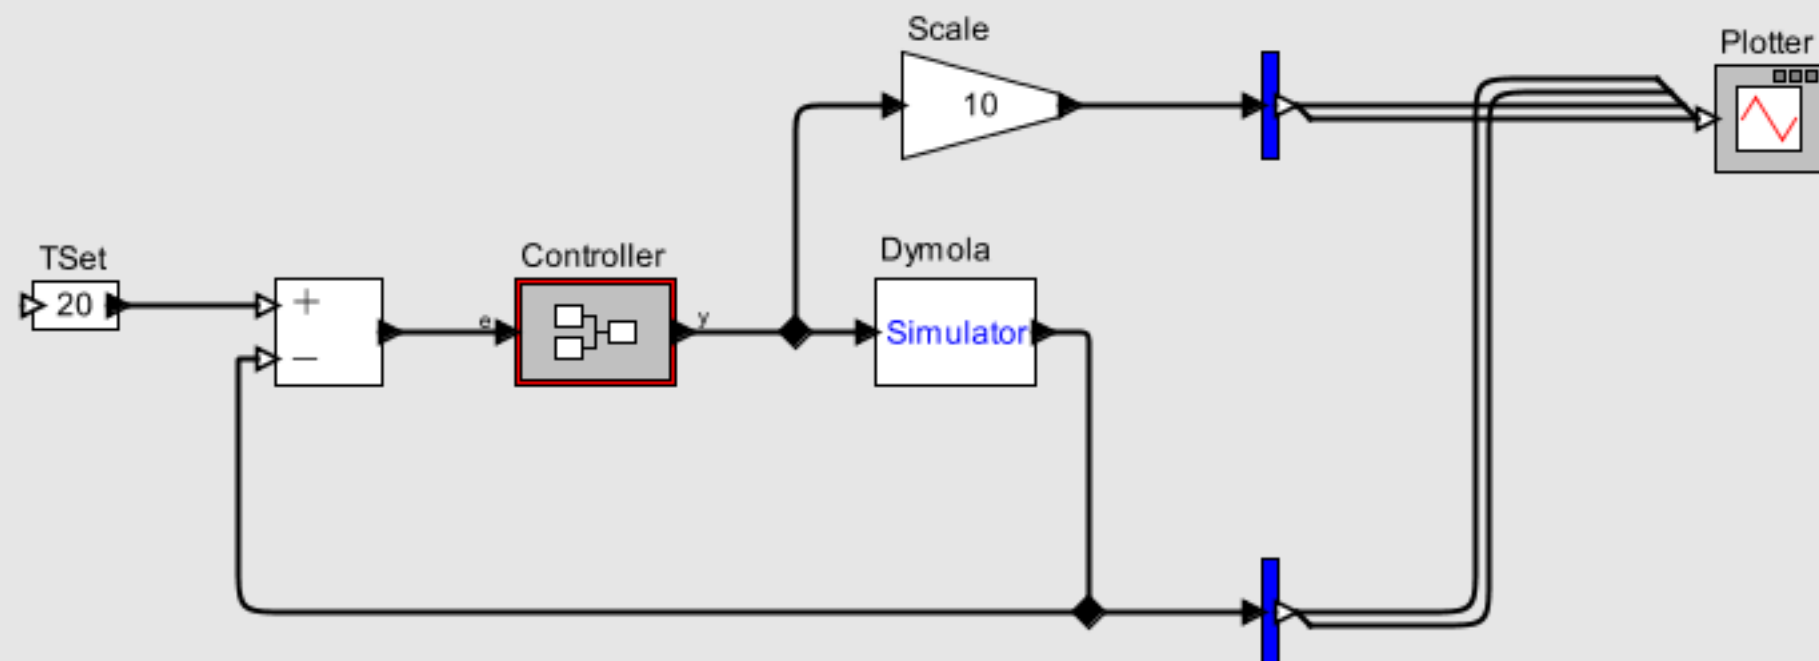 Scale
Plotter
10
TSet
Controller
Dymola
20
+
e
y
Simulator
−